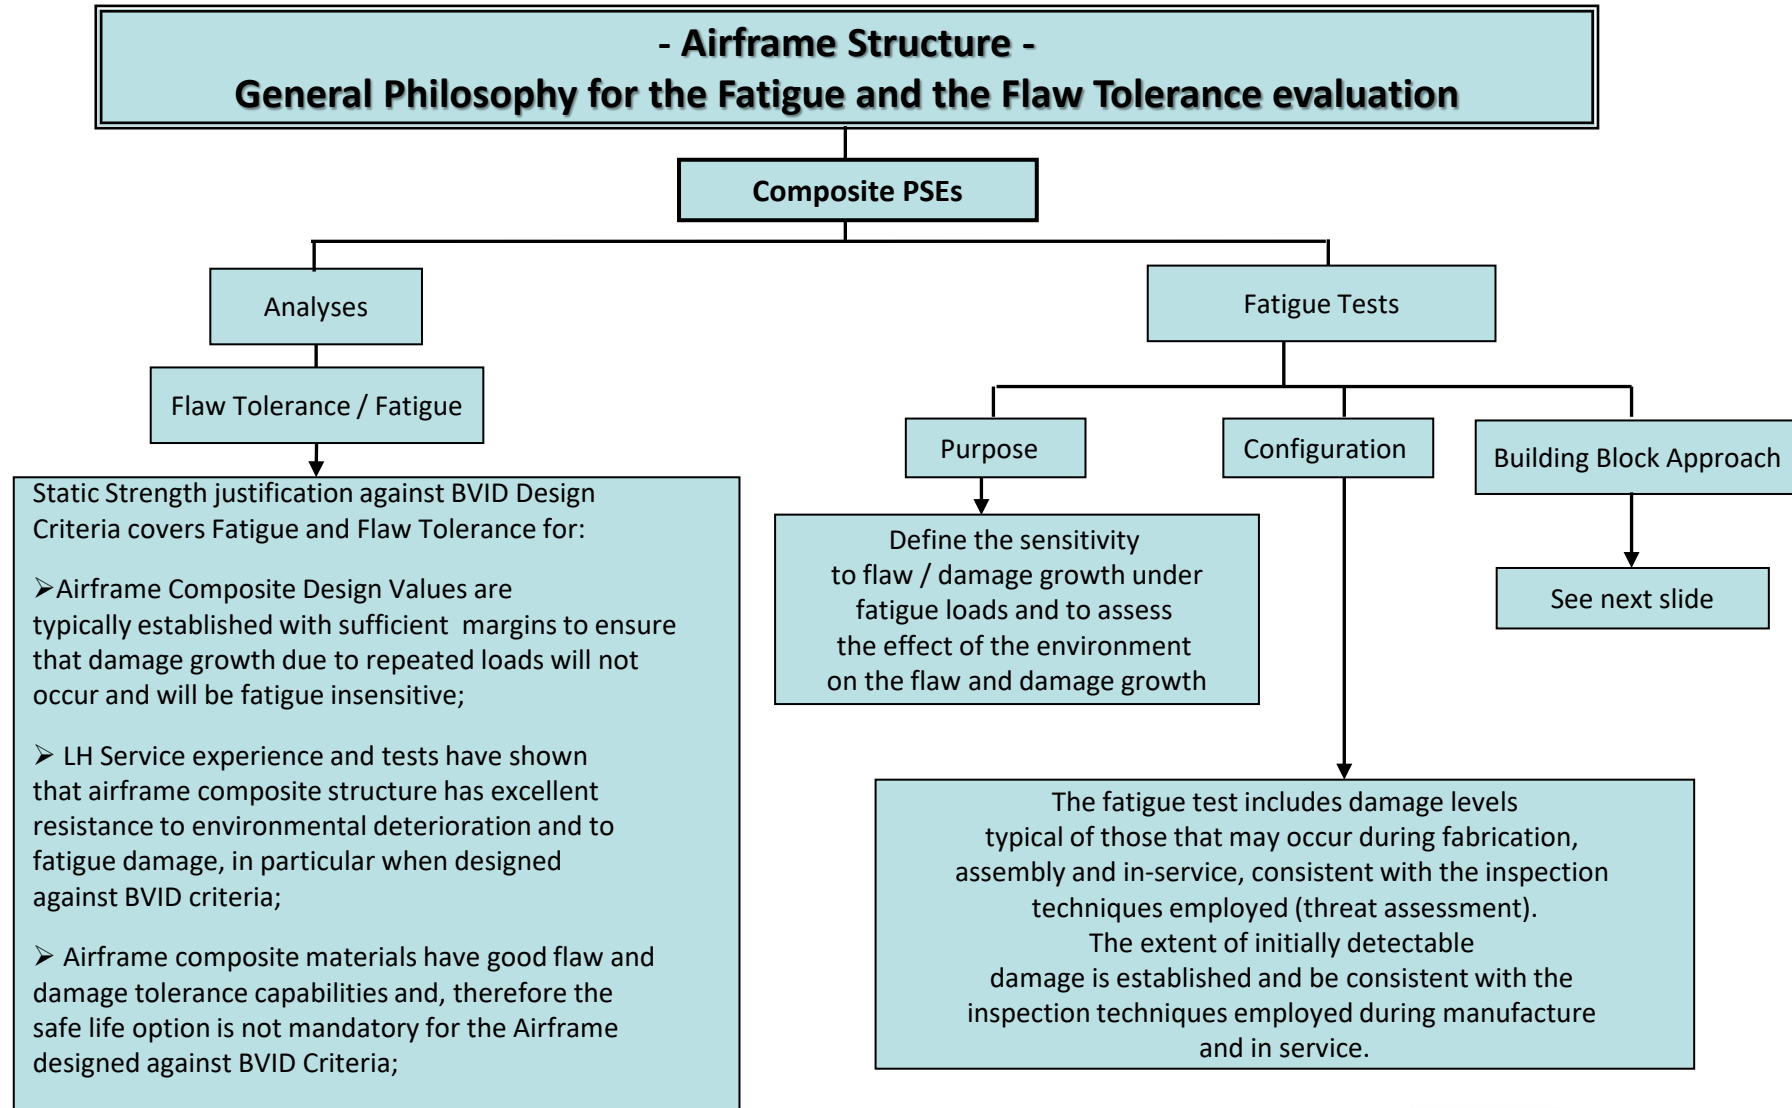 - Airframe Structure -
General Philosophy for the Fatigue and the Flaw Tolerance evaluation
Composite PSEs
Analyses
Flaw Tolerance / Fatigue
Static Strength justification against BVID Design
Criteria covers Fatigue and Flaw Tolerance for:
➢Airframe Composite Design Values are
typically established with sufficient margins to ensure
that damage growth due to repeated loads will not
occur and will be fatigue insensitive;
➢ LH Service experience and tests have shown
that airframe composite structure has excellent
resistance to environmental deterioration and to
fatigue damage, in particular when designed
against BVID criteria;
➢ Airframe composite materials have good flaw and
damage tolerance capabilities and, therefore the
safe life option is not mandatory for the Airframe
designed against BVID Criteria;
Fatigue Tests
Purpose
Define the sensitivity
to flaw / damage growth under
fatigue loads and to assess
the effect of the environment
on the flaw and damage growth
Configuration
The fatigue test includes damage levels
typical of those that may occur during fabrication,
assembly and in-service, consistent with the inspection
techniques employed (threat assessment).
The extent of initially detectable
damage is established and be consistent with the
inspection techniques employed during manufacture
and in service.
Building Block Approach
See next slide